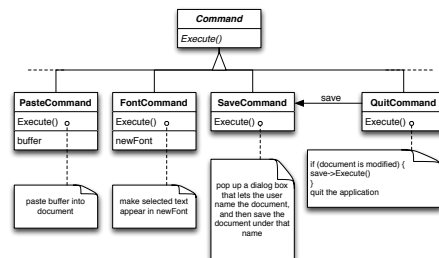 Command
Execute()
PasteCommand
Execute()
buffer
FontCommand
Execute()
newFont
SaveCommand
Execute()
save
QuitCommand
Execute()
paste buffer into
document
make selected text
appear in newFont
pop up a dialog box
that lets the user
name the document,
and then save the
document under that
name
if (document is modified) {
save->Execute()
}
quit the application